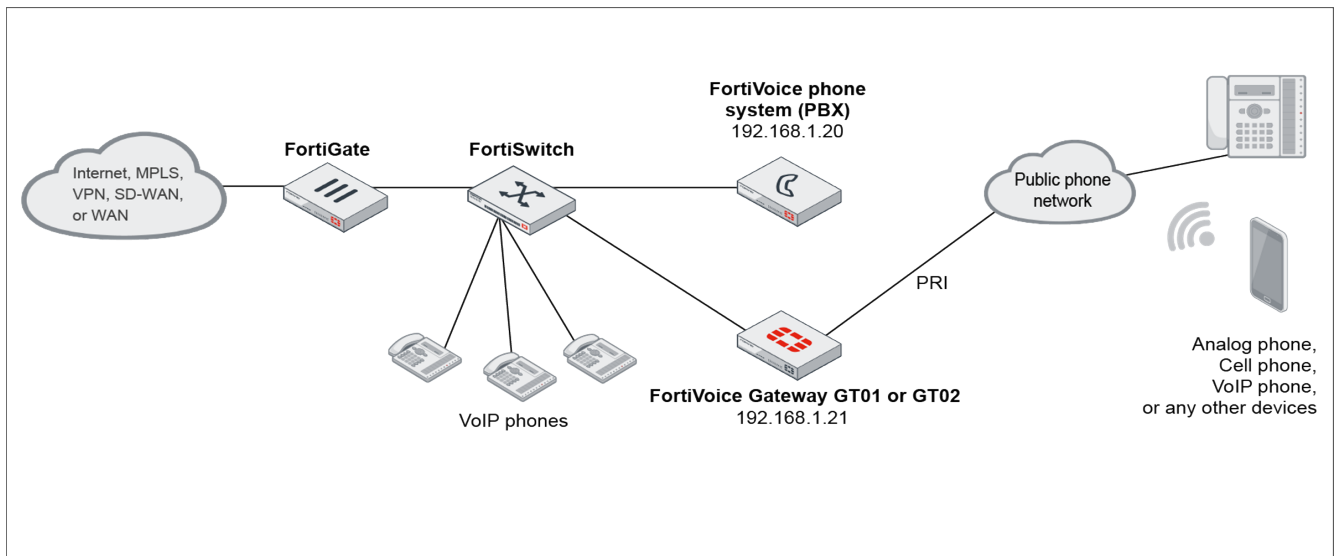 Internet, MPLS,
VPN, SD-WAN,
or WAN
FortiGate
FortiSwitch
FortiVoice phone
system (PBX)
192.168.1.20
Public phone
network
PRI
VoIP phones
FortiVoice Gateway GT01 or GT02
192.168.1.21
Analog phone,
Cell phone,
VoIP phone,
or any other devices